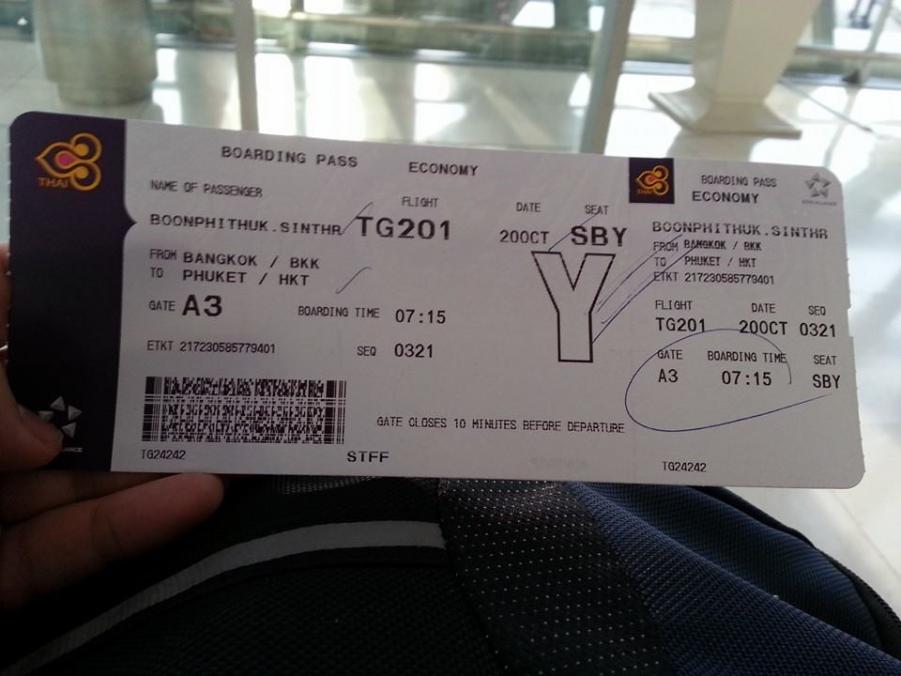 THAI
BOARDING PASS ECONOMY
NAME OF PASSENGER
FLIGHT DATE SEAT
BOONPHITHUK.SINTHR TG201 20OCT SBY
FROM BANGKOK / BKK
TO PHUKET / HKT
Y
GATE A3 BOARDING TIME 07:15
ETKT 217230585779401 SEQ 0321
GATE CLOSES 10 MINUTES BEFORE DEPARTURE
TG24242 STFF
BOARDING PASS
ECONOMY
BOONPHITHUK.SINTHR
FROM BANGKOK / BKK
TO PHUKET / HKT
ETKT 217230585779401
FLIGHT DATE SEQ
TG201 20OCT 0321
GATE BOARDING TIME SEAT
A3 07:15 SBY
TG24242